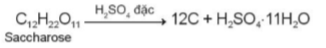 C₁₂H₂₂O₁₁ H₂SO₄ đặc → 12C + H₂SO₄·11H₂O
Saccharose